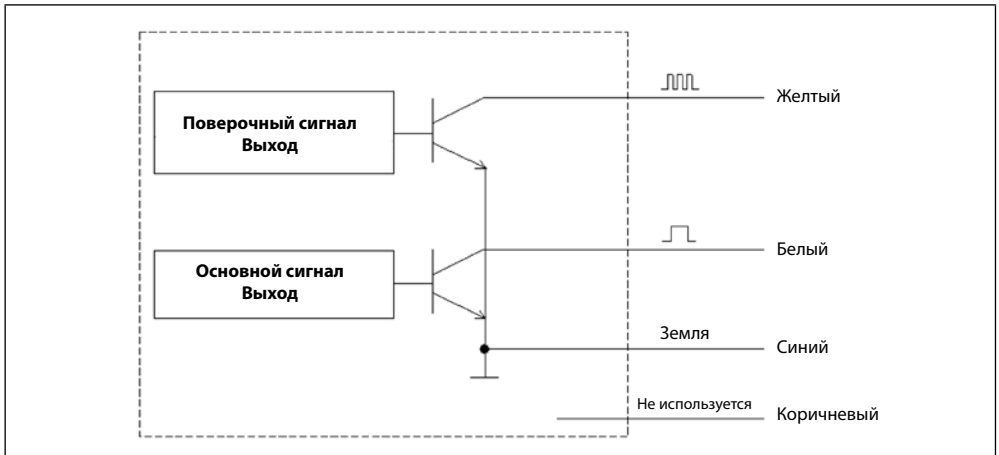 Поверочный сигнал
Выход
Желтый
Основной сигнал
Выход
Белый
Земля
Синий
Не используется
Коричневый